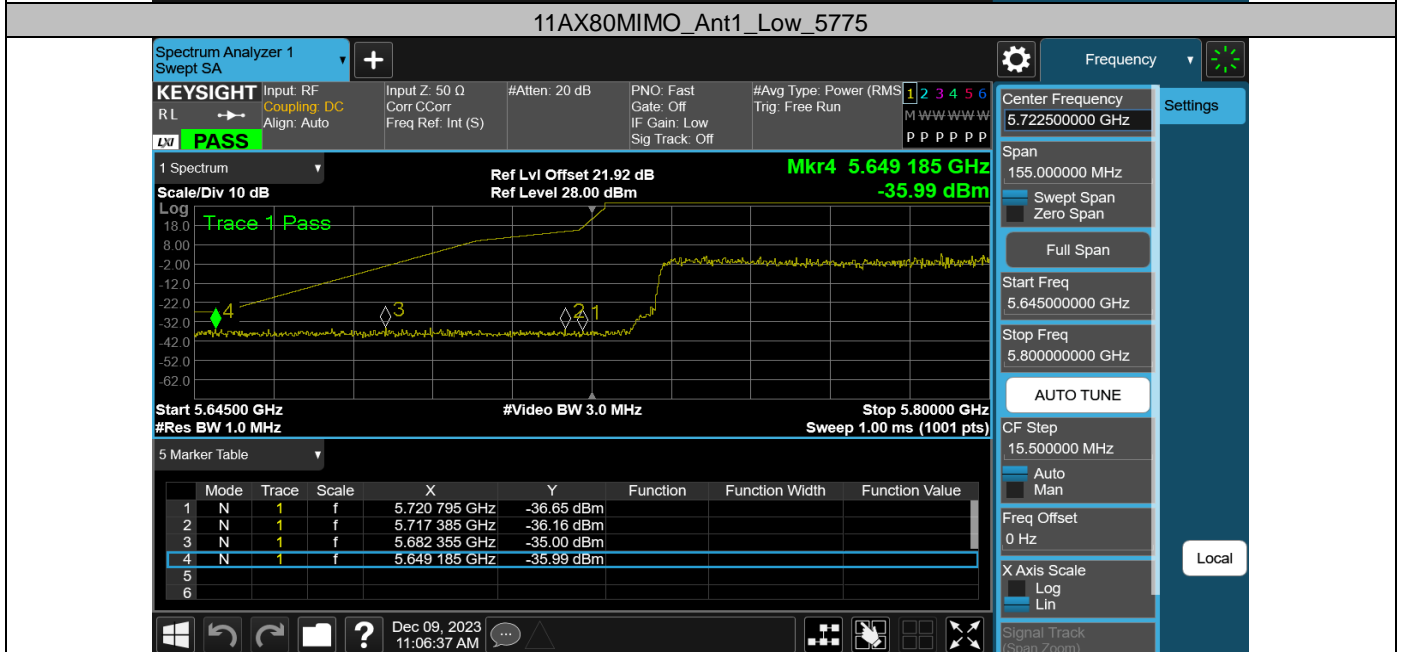 11AX80MIMO_Ant1_Low_5775
Spectrum Analyzer 1
Swept SA
Frequency
KEYSIGHT
R L
LXI PASS
Input: RF
Coupling: DC
Align: Auto
Input Z: 50 Ω
Corr CCorr
Freq Ref: Int (S)
#Atten: 20 dB
PNO: Fast
Gate: Off
IF Gain: Low
Sig Track: Off
#Avg Type: Power (RMS
Trig: Free Run
1 2 3 4 5 6
M W W W W W
P P P P P P
1 Spectrum
Scale/Div 10 dB
Ref Lvl Offset 21.92 dB
Ref Level 28.00 dBm
Mkr4 5.649 185 GHz
-35.99 dBm
Log
Trace 1 Pass
18.0
8.00
-2.00
-12.0
-22.0
-32.0
-42.0
-52.0
-62.0
4
3
2
1
Start 5.64500 GHz
#Res BW 1.0 MHz
#Video BW 3.0 MHz
Stop 5.80000 GHz
Sweep 1.00 ms (1001 pts)
5 Marker Table
Mode Trace Scale X Y Function Function Width Function Value
1 N 1 f 5.720 795 GHz -36.65 dBm
2 N 1 f 5.717 385 GHz -36.16 dBm
3 N 1 f 5.682 355 GHz -35.00 dBm
4 N 1 f 5.649 185 GHz -35.99 dBm
5
6
Dec 09, 2023
11:06:37 AM
Center Frequency
5.722500000 GHz
Settings
Span
155.000000 MHz
Swept Span
Zero Span
Full Span
Start Freq
5.645000000 GHz
Stop Freq
5.800000000 GHz
AUTO TUNE
CF Step
15.500000 MHz
Auto
Man
Freq Offset
0 Hz
Local
X Axis Scale
Log
Lin
Signal Track
(Span Zoom)